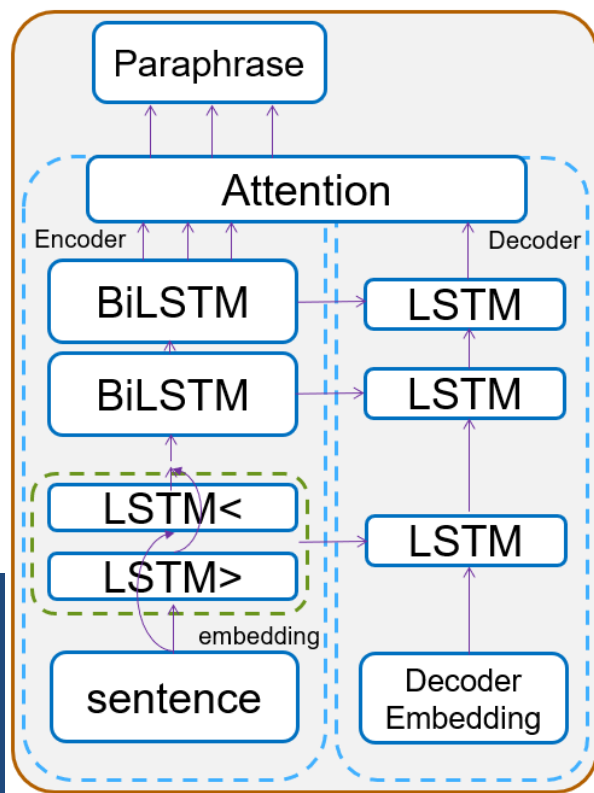 Paraphrase
Attention
Encoder
Decoder
BiLSTM
LSTM
BiLSTM
LSTM
LSTM<
LSTM
LSTM>
embedding
sentence
Decoder
Embedding